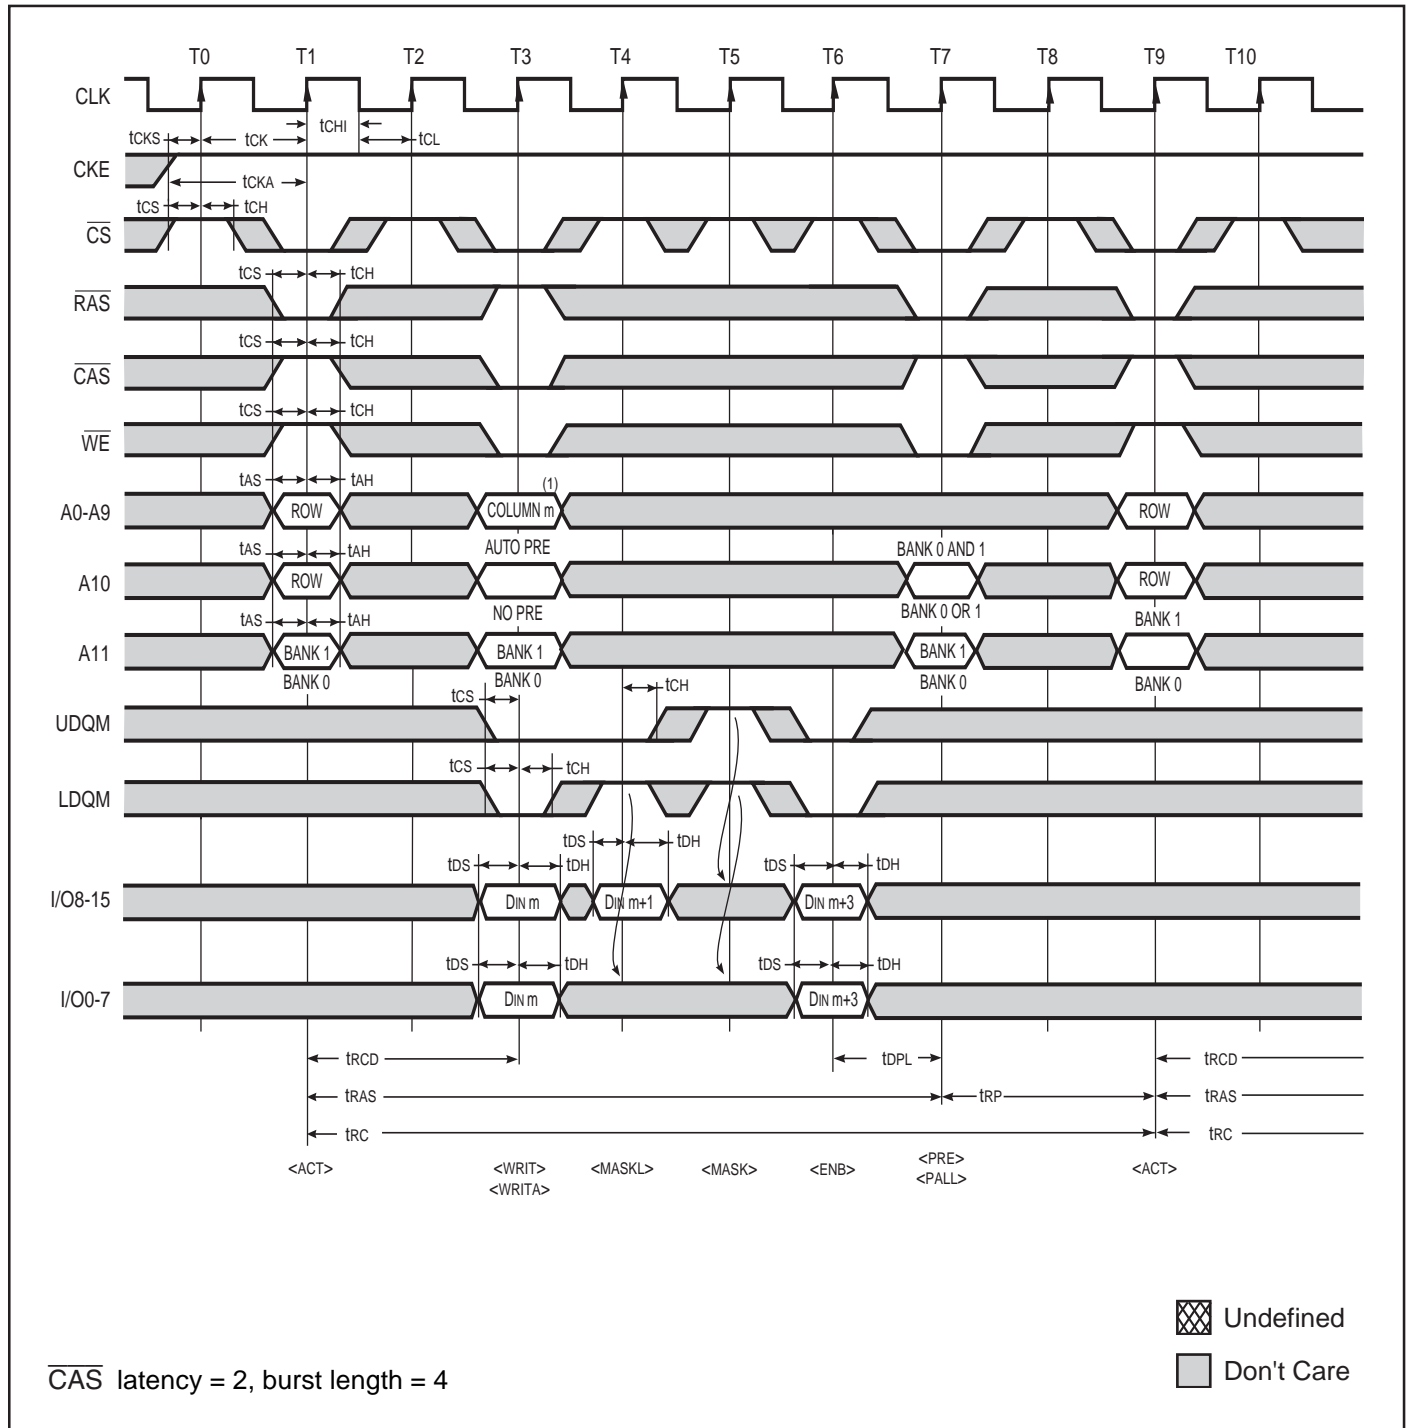 T0 T1 T2 T3 T4 T5 T6 T7 T8 T9 T10
CLK
tCHI
tCKS tCK tCL
CKE
tCKA
tCS tCH
CS
tCS tCH
RAS
tCS tCH
CAS
tCS tCH
WE
tAS tAH (1)
A0-A9 ROW COLUMN m ROW
tAS tAH AUTO PRE BANK 0 AND 1
A10 ROW ROW
NO PRE BANK 0 OR 1 BANK 1
tAS tAH
A11 BANK 1 BANK 1 BANK 1
BANK 0 BANK 0 BANK 0 BANK 0
tCS tCH
UDQM
tCS tCH
LDQM
tDS tDH
tDS tDH tDS tDH
I/O8-15 DIN m DIN m+1 DIN m+3
tDS tDH tDS tDH
I/O0-7 DIN m DIN m+3
tRCD tDPL tRCD
tRAS tRP tRAS
tRC tRC
<ACT> <WRIT> <MASKL> <MASK> <ENB> <PRE> <ACT>
<WRITA> <PALL>
Undefined
Don't Care
CAS latency = 2, burst length = 4